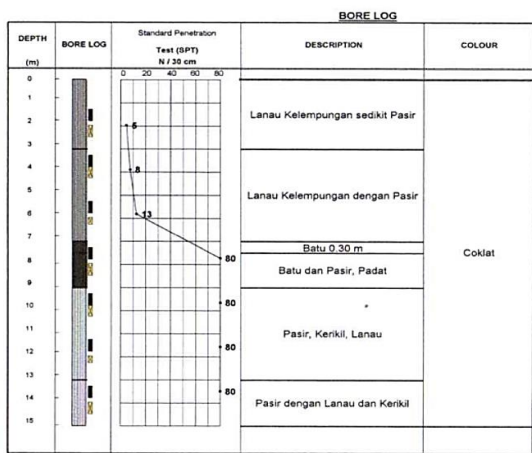 BORE LOG
DEPTH
(m)
BORE LOG
Standard Penetration
Test (SPT)
N / 30 cm
DESCRIPTION
COLOUR
0 20 40 60 80
0
1
2
3
4
5
6
7
8
9
10
11
12
13
14
15
5
8
13
80
80
80
80
Lanau Kelempungan sedikit Pasir
Lanau Kelempungan dengan Pasir
Batu 0.30 m
Batu dan Pasir, Padat
Pasir, Kerikil, Lanau
Pasir dengan Lanau dan Kerikil
Coklat